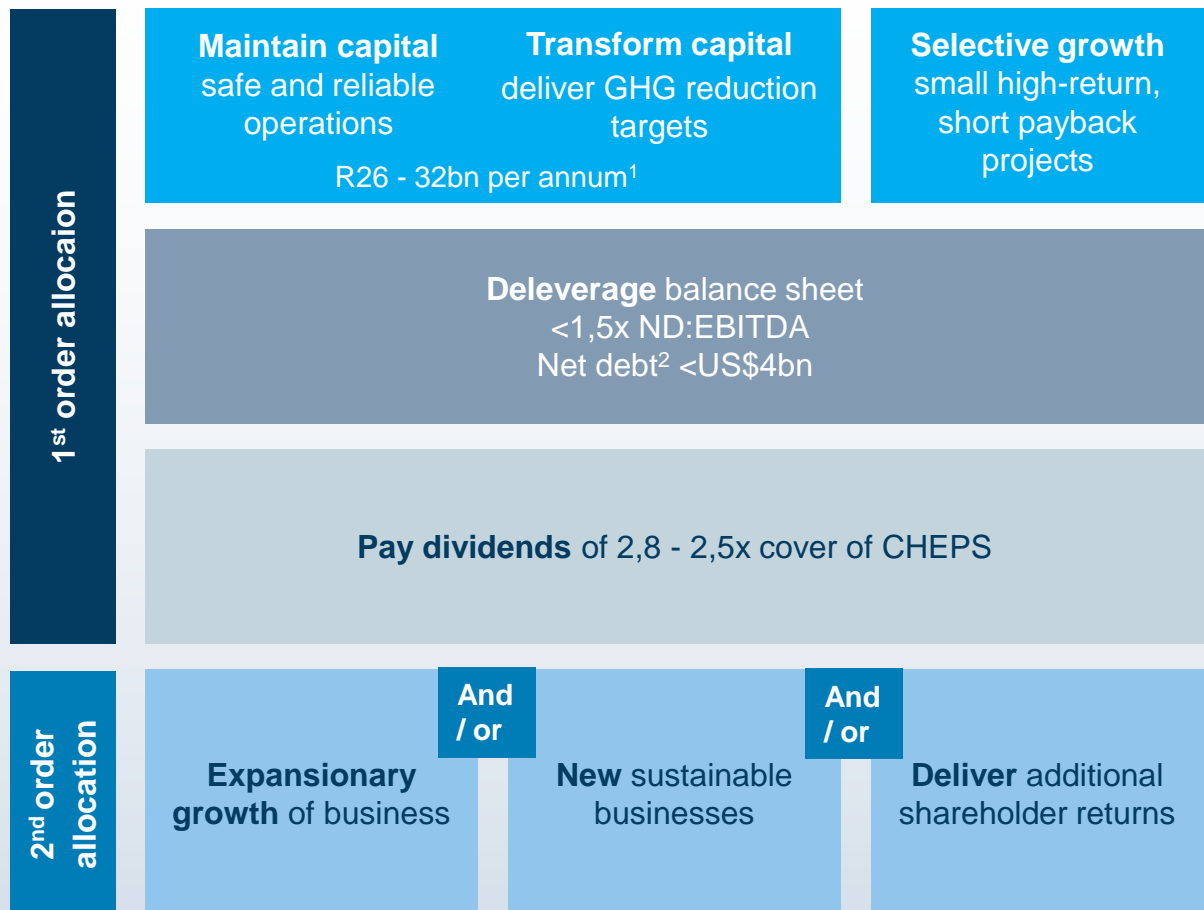 1st order allocaion
Maintain capital
safe and reliable
operations
Transform capital
deliver GHG reduction
targets
R26 - 32bn per annum1
Selective growth
small high-return,
short payback
projects
Deleverage balance sheet
<1,5x ND:EBITDA
Net debt2 <US$4bn
Pay dividends of 2,8 - 2,5x cover of CHEPS
2nd order
allocation
Expansionary
growth of business
And
/ or
New sustainable
businesses
And
/ or
Deliver additional
shareholder returns